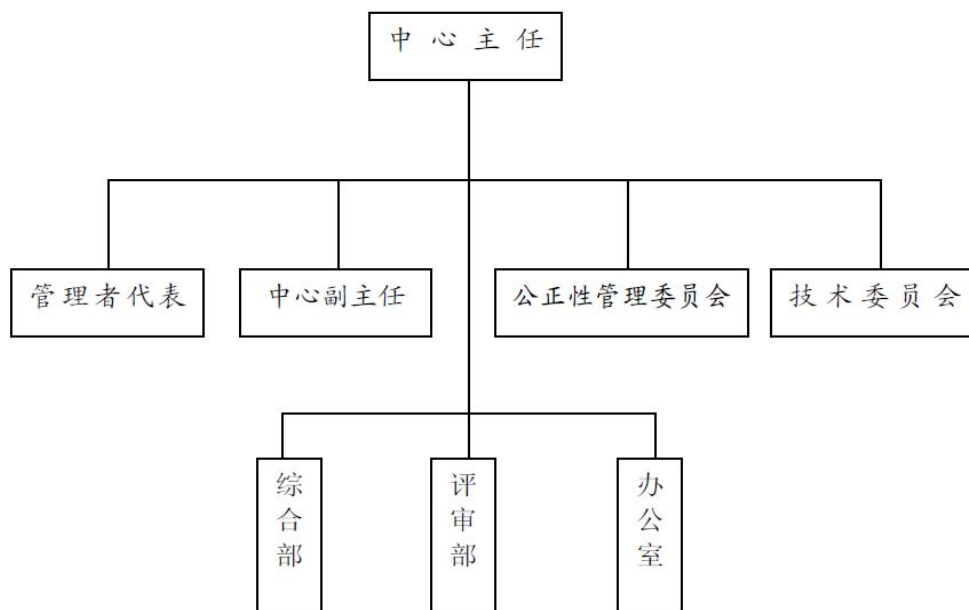 中心主任
管理者代表
中心副主任
公正性管理委员会
技术委员会
综合部
评审部
办公室